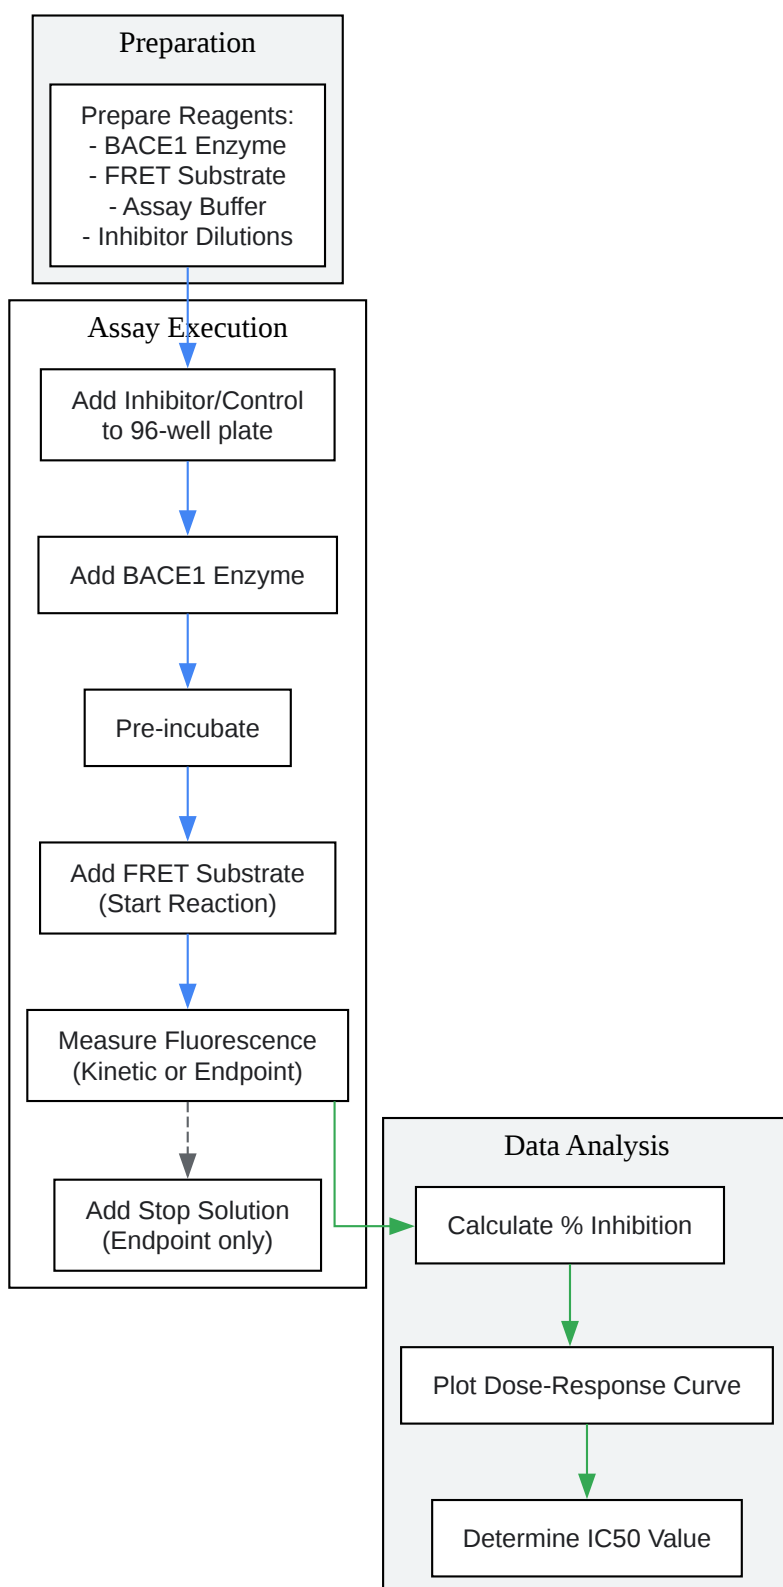 Preparation
Prepare Reagents:
- BACE1 Enzyme
- FRET Substrate
- Assay Buffer
- Inhibitor Dilutions
Assay Execution
Add Inhibitor/Control
to 96-well plate
Add BACE1 Enzyme
Pre-incubate
Add FRET Substrate
(Start Reaction)
Measure Fluorescence
(Kinetic or Endpoint)
Add Stop Solution
(Endpoint only)
Data Analysis
Calculate % Inhibition
Plot Dose-Response Curve
Determine IC50 Value